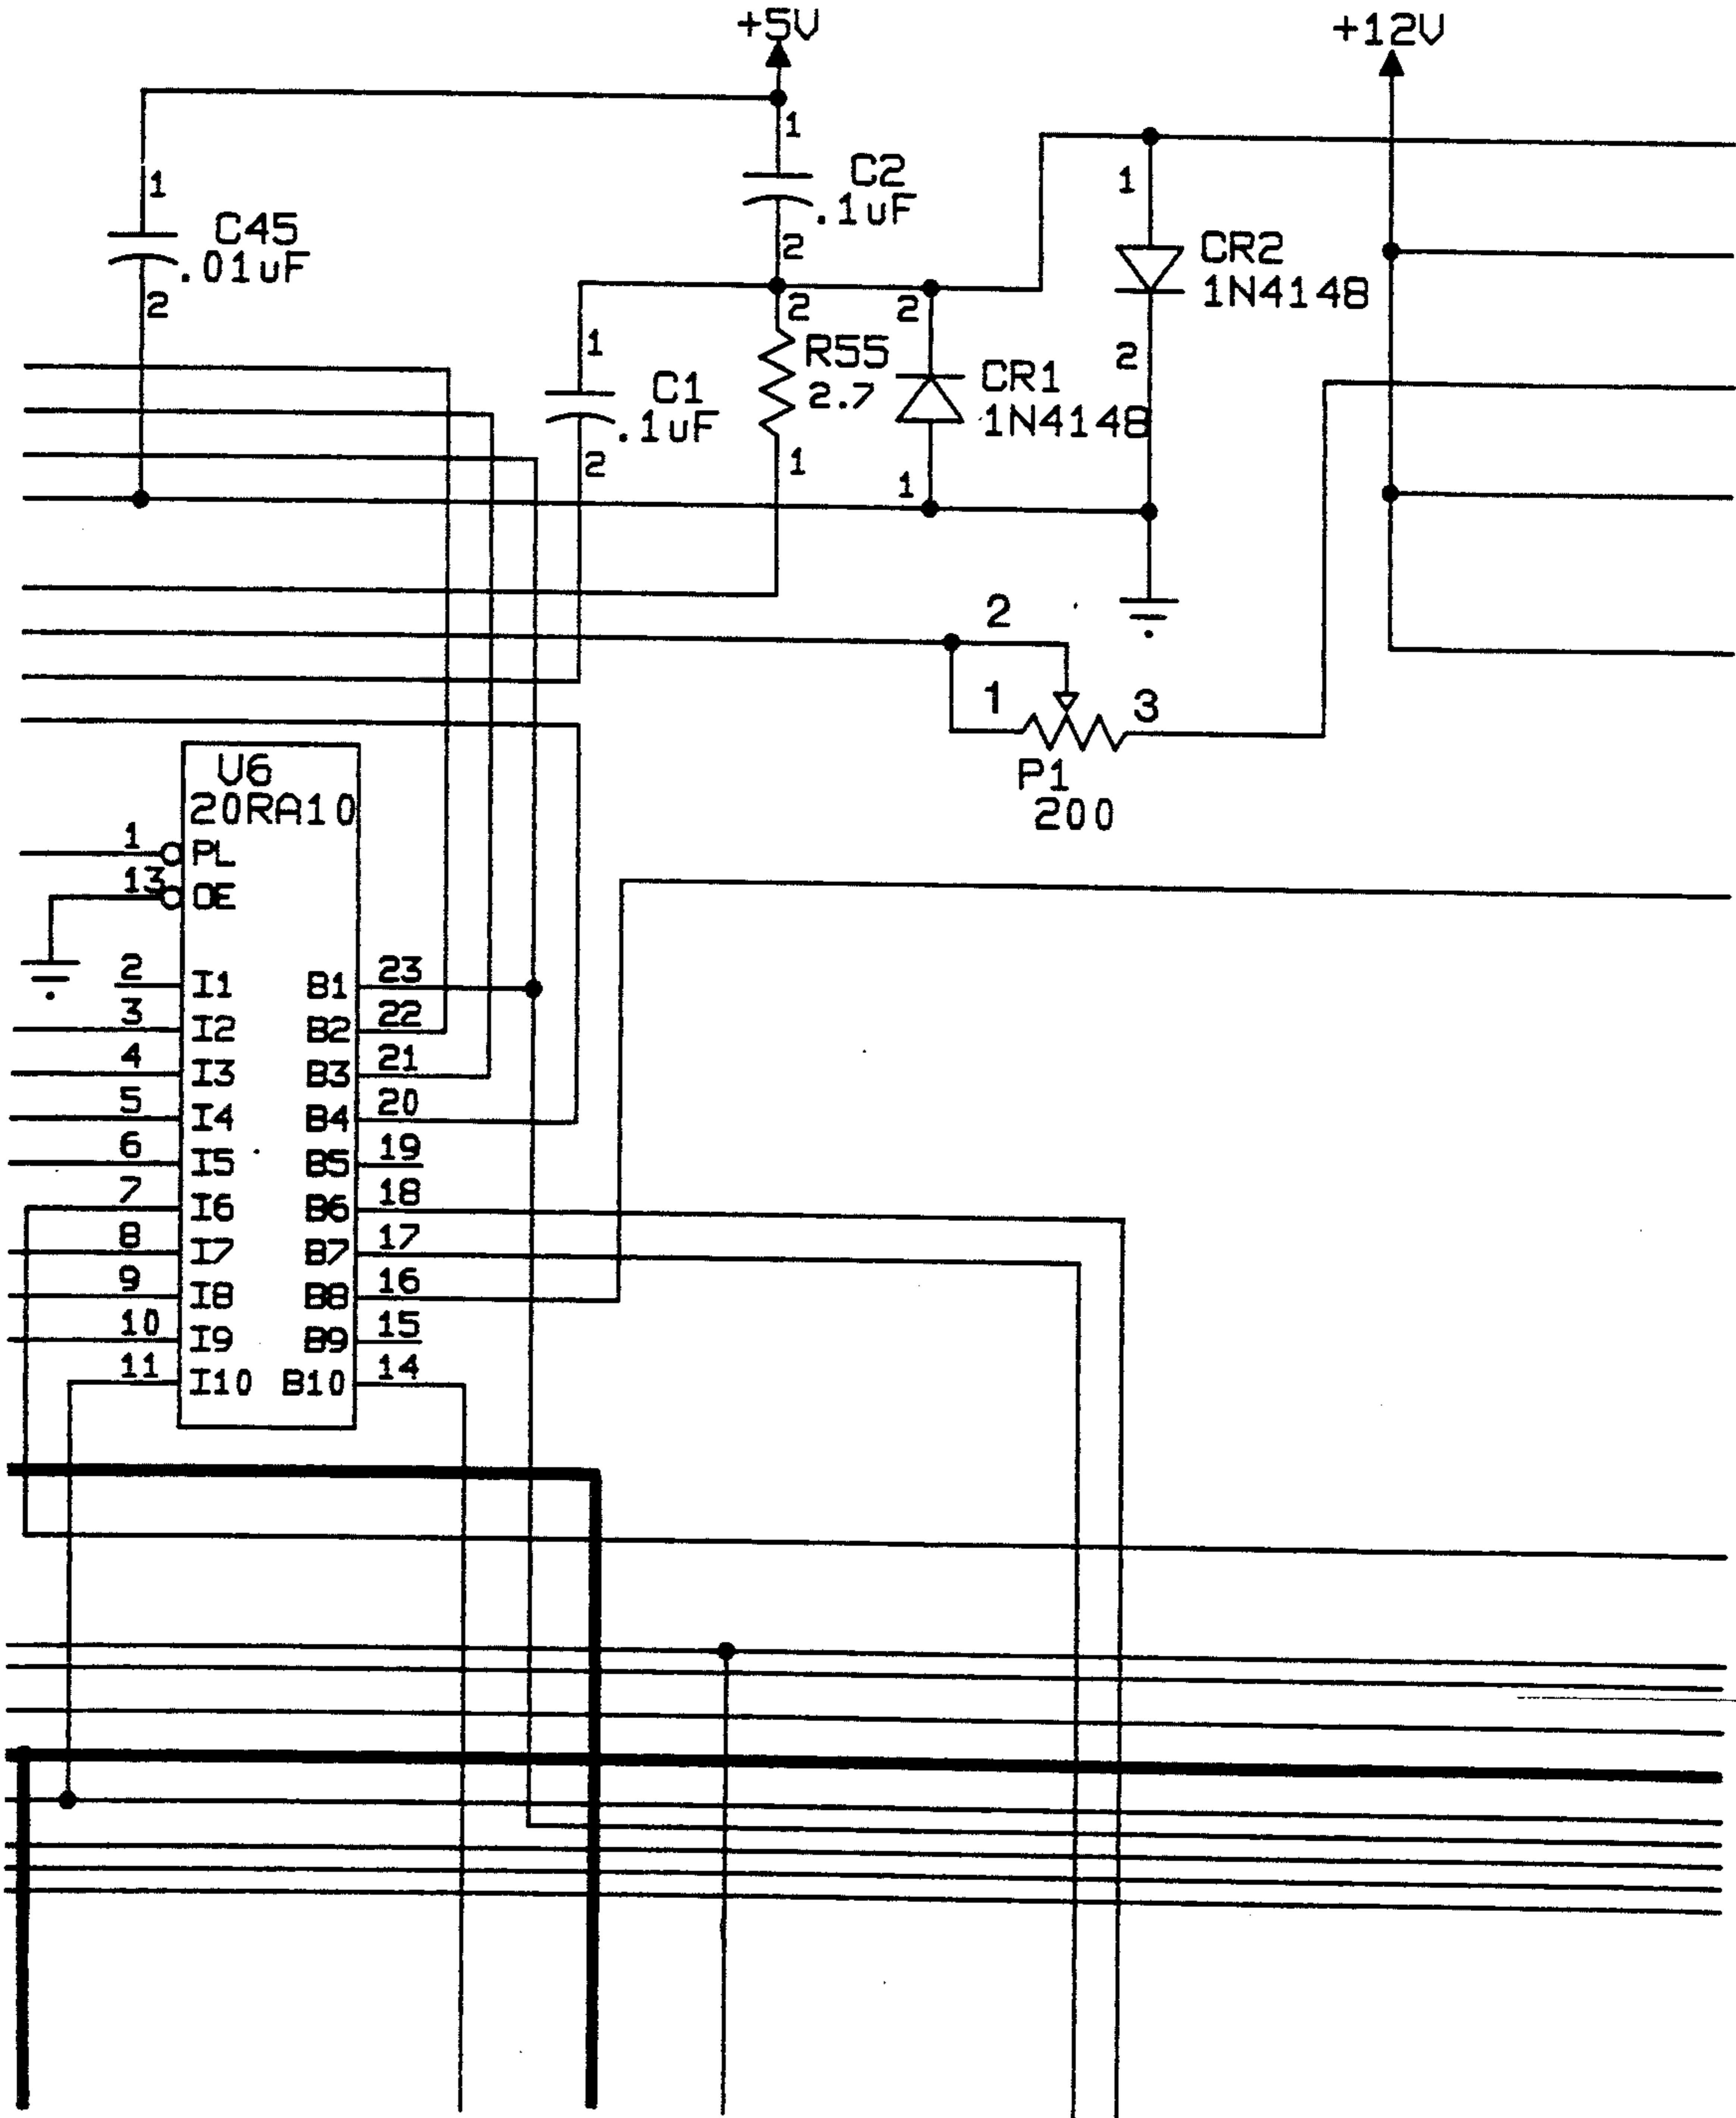 +5V
+12V
1
C2
.1uF
2
1
C45
.01uF
2
1
CR2
1N4148
2
2
R55
2.7
1
2
CR1
1N4148
1
1
C1
.1uF
2
2
1
3
P1
200
U6
20RA10
1 PL
13 OE
2 I1 B1 23
3 I2 B2 22
4 I3 B3 21
5 I4 B4 20
6 I5 B5 19
7 I6 B6 18
8 I7 B7 17
9 I8 B8 16
10 I9 B9 15
11 I10 B10 14